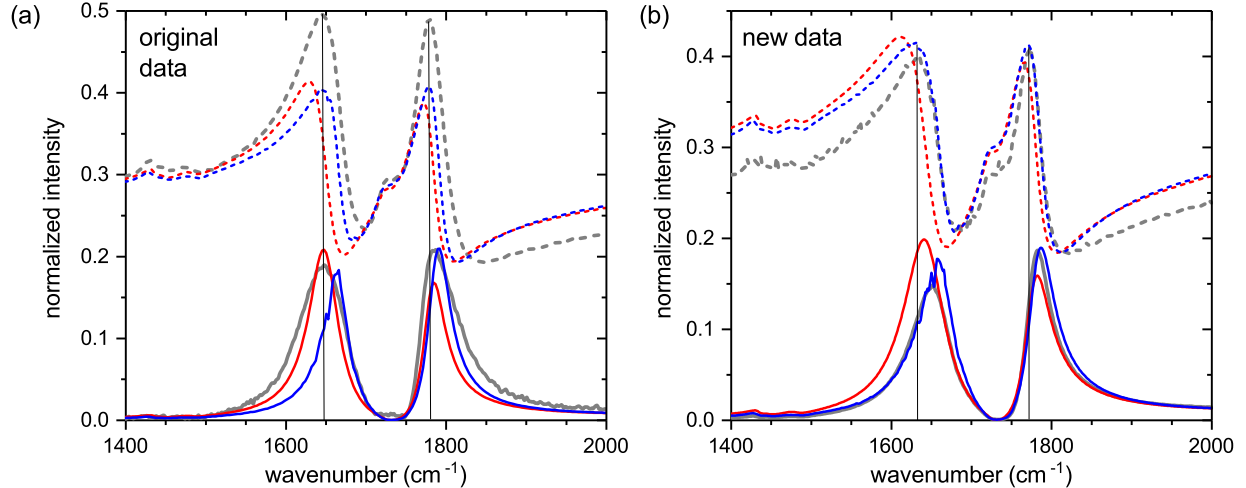 (a)
original
data
normalized intensity
0.5
0.4
0.3
0.2
0.1
0.0
1400 1600 1800 2000
wavenumber (cm⁻¹)
(b)
new data
normalized intensity
0.4
0.3
0.2
0.1
0.0
1400 1600 1800 2000
wavenumber (cm⁻¹)